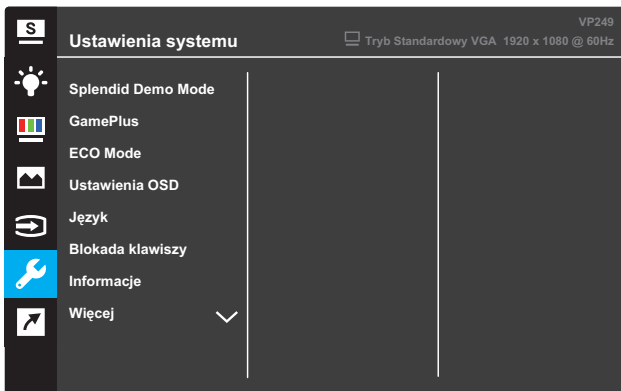 S
VP249
Ustawienia systemu
Tryb Standardowy VGA 1920 x 1080 @ 60Hz
Splendid Demo Mode
GamePlus
ECO Mode
Ustawienia OSD
Język
Blokada klawiszy
Informacje
Więcej